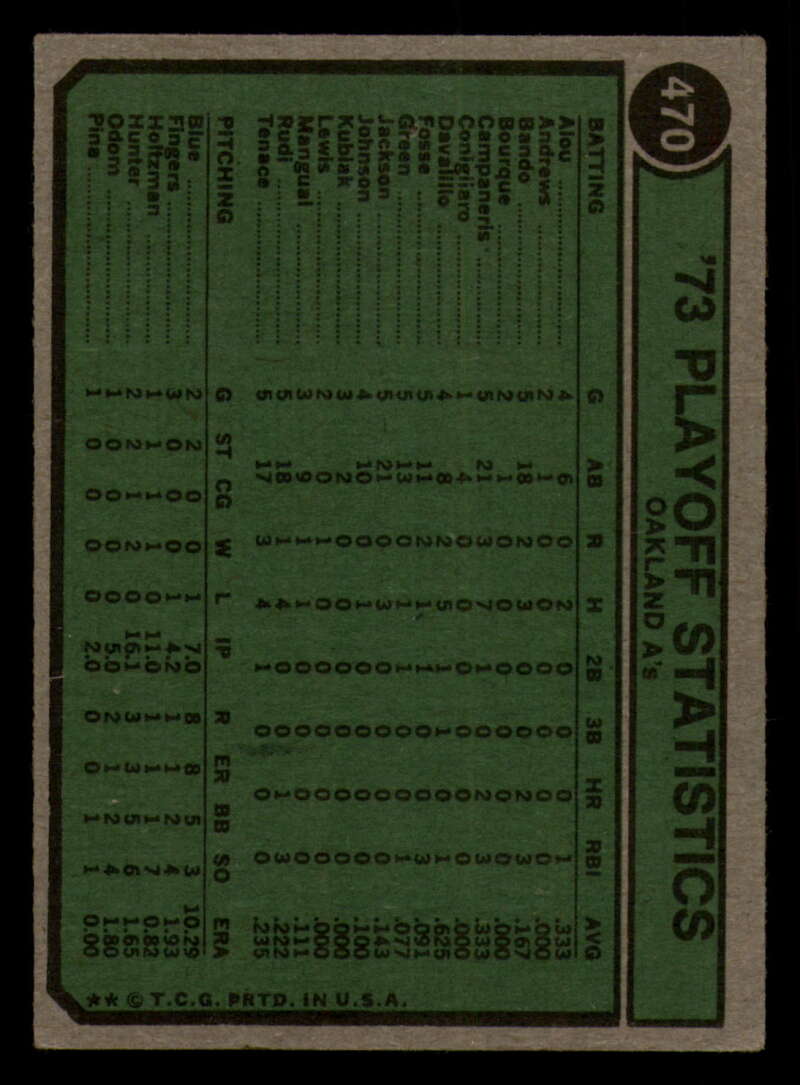 470
'73 PLAYOFF STATISTICS
OAKLAND A's
BATTING G AB R H 2B 3B HR RBI AVG
Alou 4 6 0 2 0 0 0 1 .333
Andrews 2 1 0 0 0 0 0 0 .000
Bando 5 18 2 3 0 0 2 3 .167
Bourque 2 1 0 0 0 0 0 0 .000
Campaneris 5 21 3 7 1 0 2 3 .333
Conigliaro 1 4 0 0 0 0 0 0 .000
Davalillo 4 8 2 5 1 1 0 1 .625
Fosse 5 11 2 1 1 0 0 3 .091
Green 5 13 0 1 1 0 0 1 .077
Jackson 5 21 0 3 0 0 0 0 .143
Johnson 4 10 0 1 0 0 0 0 .100
Kubiak 3 2 0 0 0 0 0 0 .000
Lewis 2 0 1 0 0 0 0 0 .000
Mangual 3 9 1 1 0 0 0 0 .111
Rudi 5 18 1 4 0 0 1 3 .222
Tenace 5 17 3 4 1 0 0 0 .235
PITCHING G ST CG W L IP R ER BB SO ERA
Blue 2 2 0 0 1 7.0 8 8 5 3 10.29
Fingers 3 0 0 0 1 4.2 1 1 2 4 1.93
Holtzman 1 1 1 1 0 11.0 1 1 1 7 0.82
Hunter 2 2 1 2 0 16.1 3 3 5 6 1.65
Odom 1 0 0 0 0 5.0 2 1 2 4 1.80
Pina 1 0 0 0 0 2.0 0 0 1 1 0.00
** © T.C.G. PRTD. IN U.S.A.